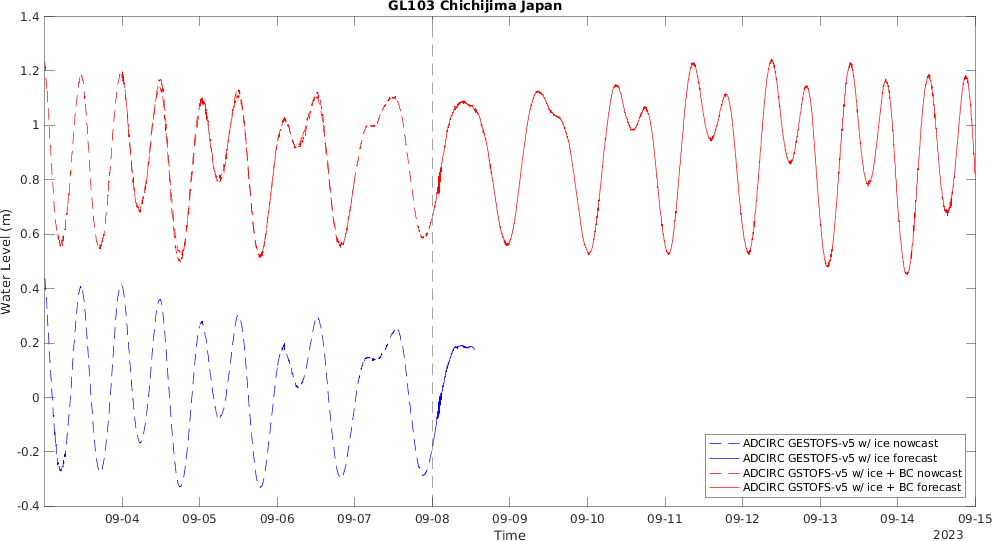 GL103 Chichijima Japan
Water Level (m)
1.4
1.2
1
0.8
0.6
0.4
0.2
0
-0.2
-0.4
ADCIRC GESTOFS-v5 w/ ice nowcast
ADCIRC GESTOFS-v5 w/ ice forecast
ADCIRC GSTOFS-v5 w/ ice + BC nowcast
ADCIRC GSTOFS-v5 w/ ice + BC forecast
09-04 09-05 09-06 09-07 09-08 09-09 09-10 09-11 09-12 09-13 09-14 09-15
Time
2023